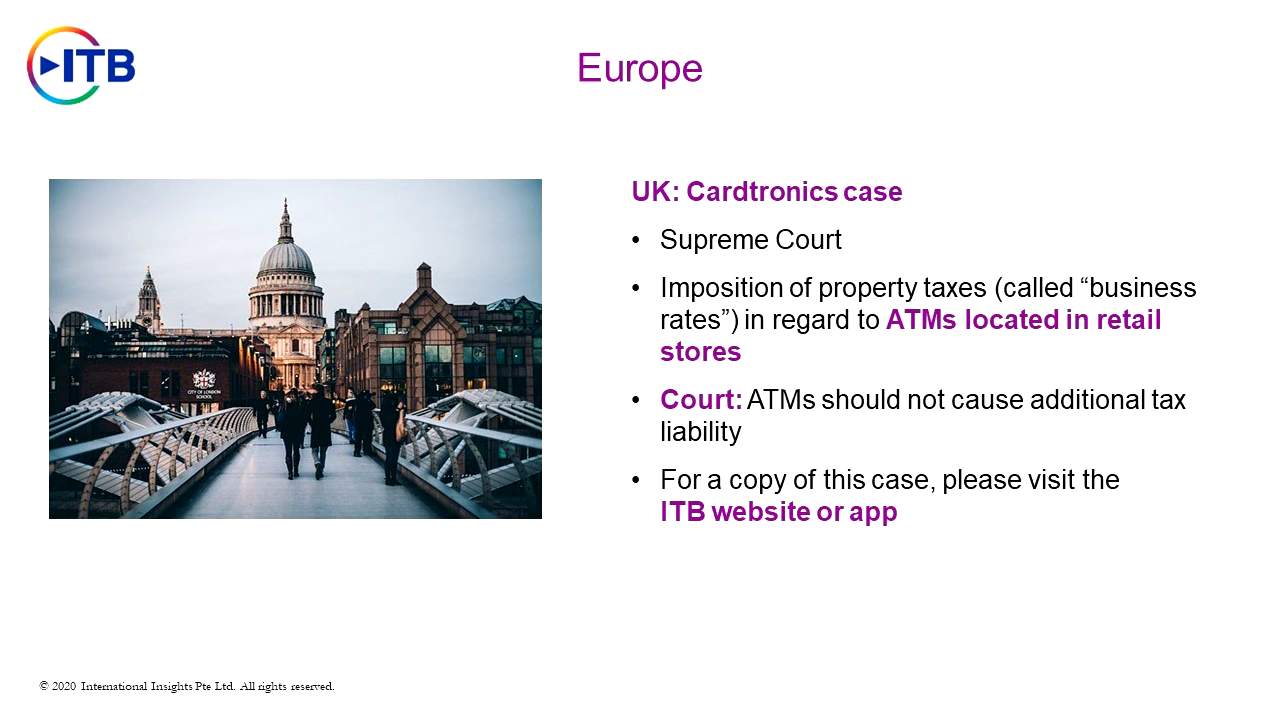 ITB
Europe
CITY OF LONDON
SCHOOL
UK: Cardtronics case
• Supreme Court
• Imposition of property taxes (called “business
rates”) in regard to ATMs located in retail
stores
• Court: ATMs should not cause additional tax
liability
• For a copy of this case, please visit the
ITB website or app
© 2020 International Insights Pte Ltd. All rights reserved.